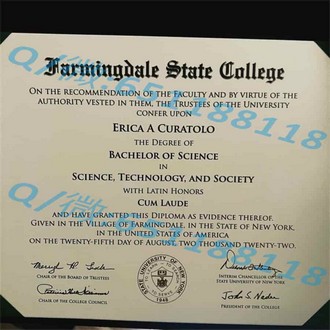 Farmingdale State College
ON THE RECOMMENDATION OF THE FACULTY AND BY VIRTUE OF THE
AUTHORITY VESTED IN THEM, THE TRUSTEES OF THE UNIVERSITY
CONFER UPON
ERICA A CURATOLO
THE DEGREE OF
BACHELOR OF SCIENCE
IN
SCIENCE, TECHNOLOGY, AND SOCIETY
WITH LATIN HONORS
CUM LAUDE
AND HAVE GRANTED THIS DIPLOMA AS EVIDENCE THEREOF.
GIVEN IN THE VILLAGE OF FARMINGDALE, IN THE STATE OF NEW YORK,
IN THE UNITED STATES OF AMERICA
ON THE TWENTY-FIFTH DAY OF AUGUST, TWO THOUSAND TWENTY-TWO.
CHAIR OF THE BOARD OF TRUSTEES
INTERIM CHANCELLOR OF THE
STATE UNIVERSITY OF NEW YORK
CHAIR OF THE COLLEGE COUNCIL
PRESIDENT OF THE COLLEGE
STATE UNIVERSITY OF NEW YORK
1948
Q/微:654188118
Q/微:654188118